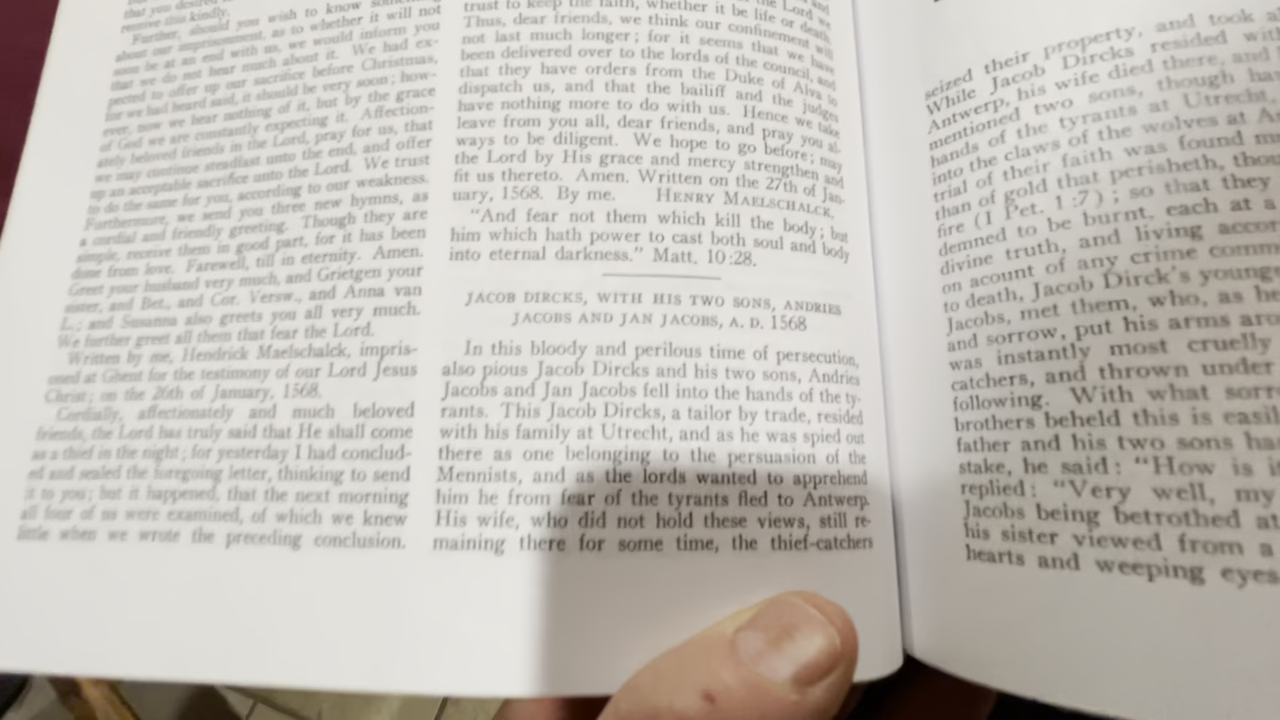 that you desired
receive this kindly.
Further, should you wish to know
about our imprisonment, as to whether it will not
soon be at an end with us, we would inform you
that we do not hear much about it. We had ex-
pected to offer up our sacrifice before Christmas,
for we had heard said, it should be very soon; how-
ever, now we hear nothing of it, but by the grace
of God we are constantly expecting it. Affection-
ately beloved friends in the Lord, pray for us, that
we may continue steadfast unto the end, and offer
up an acceptable sacrifice unto the Lord. We trust
to do the same for you, according to our weakness.
Furthermore, we send you three new hymns, as
a cordial and friendly greeting. Though they are
simple, receive them in good part, for it has been
done from love. Farewell, till in eternity. Amen.
Greet your husband very much, and Grietgen your
sister, and Bet., and Cor. Versw., and Anna van
L.; and Susanna also greets you all very much.
We further greet all them that fear the Lord.
Written by me, Hendrick Maelschalck, impris-
oned at Ghent for the testimony of our Lord Jesus
Christ; on the 26th of January, 1568.
Cordially, affectionately and much beloved
friends, the Lord has truly said that He shall come
as a thief in the night; for yesterday I had conclud-
ed and sealed the foregoing letter, thinking to send
it to you; but it happened, that the next morning
all four of us were examined, of which we knew
little when we wrote the preceding conclusion.
the Lord
trust to keep the faith, whether it be life or death.
Thus, dear friends, we think our confinement will
not last much longer; for it seems that we have
been delivered over to the lords of the council, and
that they have orders from the Duke of Alva to
dispatch us, and that the bailiff and the judges
have nothing more to do with us. Hence we take
leave from you all, dear friends, and pray you al-
ways to be diligent. We hope to go before; may
the Lord by His grace and mercy strengthen and
fit us thereto. Amen. Written on the 27th of Jan-
uary, 1568. By me. HENRY MAELSCHALCK.
"And fear not them which kill the body; but
him which hath power to cast both soul and body
into eternal darkness." Matt. 10:28.
JACOB DIRCKS, WITH HIS TWO SONS, ANDRIES
JACOBS AND JAN JACOBS, A. D. 1568
In this bloody and perilous time of persecution,
also pious Jacob Dircks and his two sons, Andries
Jacobs and Jan Jacobs fell into the hands of the ty-
rants. This Jacob Dircks, a tailor by trade, resided
with his family at Utrecht, and as he was spied out
there as one belonging to the persuasion of the
Mennists, and as the lords wanted to apprehend
him he from fear of the tyrants fled to Antwerp.
His wife, who did not hold these views, still re-
maining there for some time, the thief-catchers
seized their property, and took
While Jacob Dircks resided with
Antwerp, his wife died there, and
mentioned two sons, though
hands of the tyrants at Utrecht,
into the claws of the wolves at
trial of their faith was found
than of gold that perisheth,
fire (I Pet. 1:7); so that they
demned to be burnt, each at a
divine truth, and living
on account of any crime
to death, Jacob Dirck's
Jacobs, met them, who, as he
and sorrow, put his arms
was instantly most cruelly
catchers, and thrown under
following. With what
brothers beheld this is
father and his two sons
stake, he said: "How is
replied: "Very well, my
Jacobs being betrothed
his sister viewed from a
hearts and weeping eyes